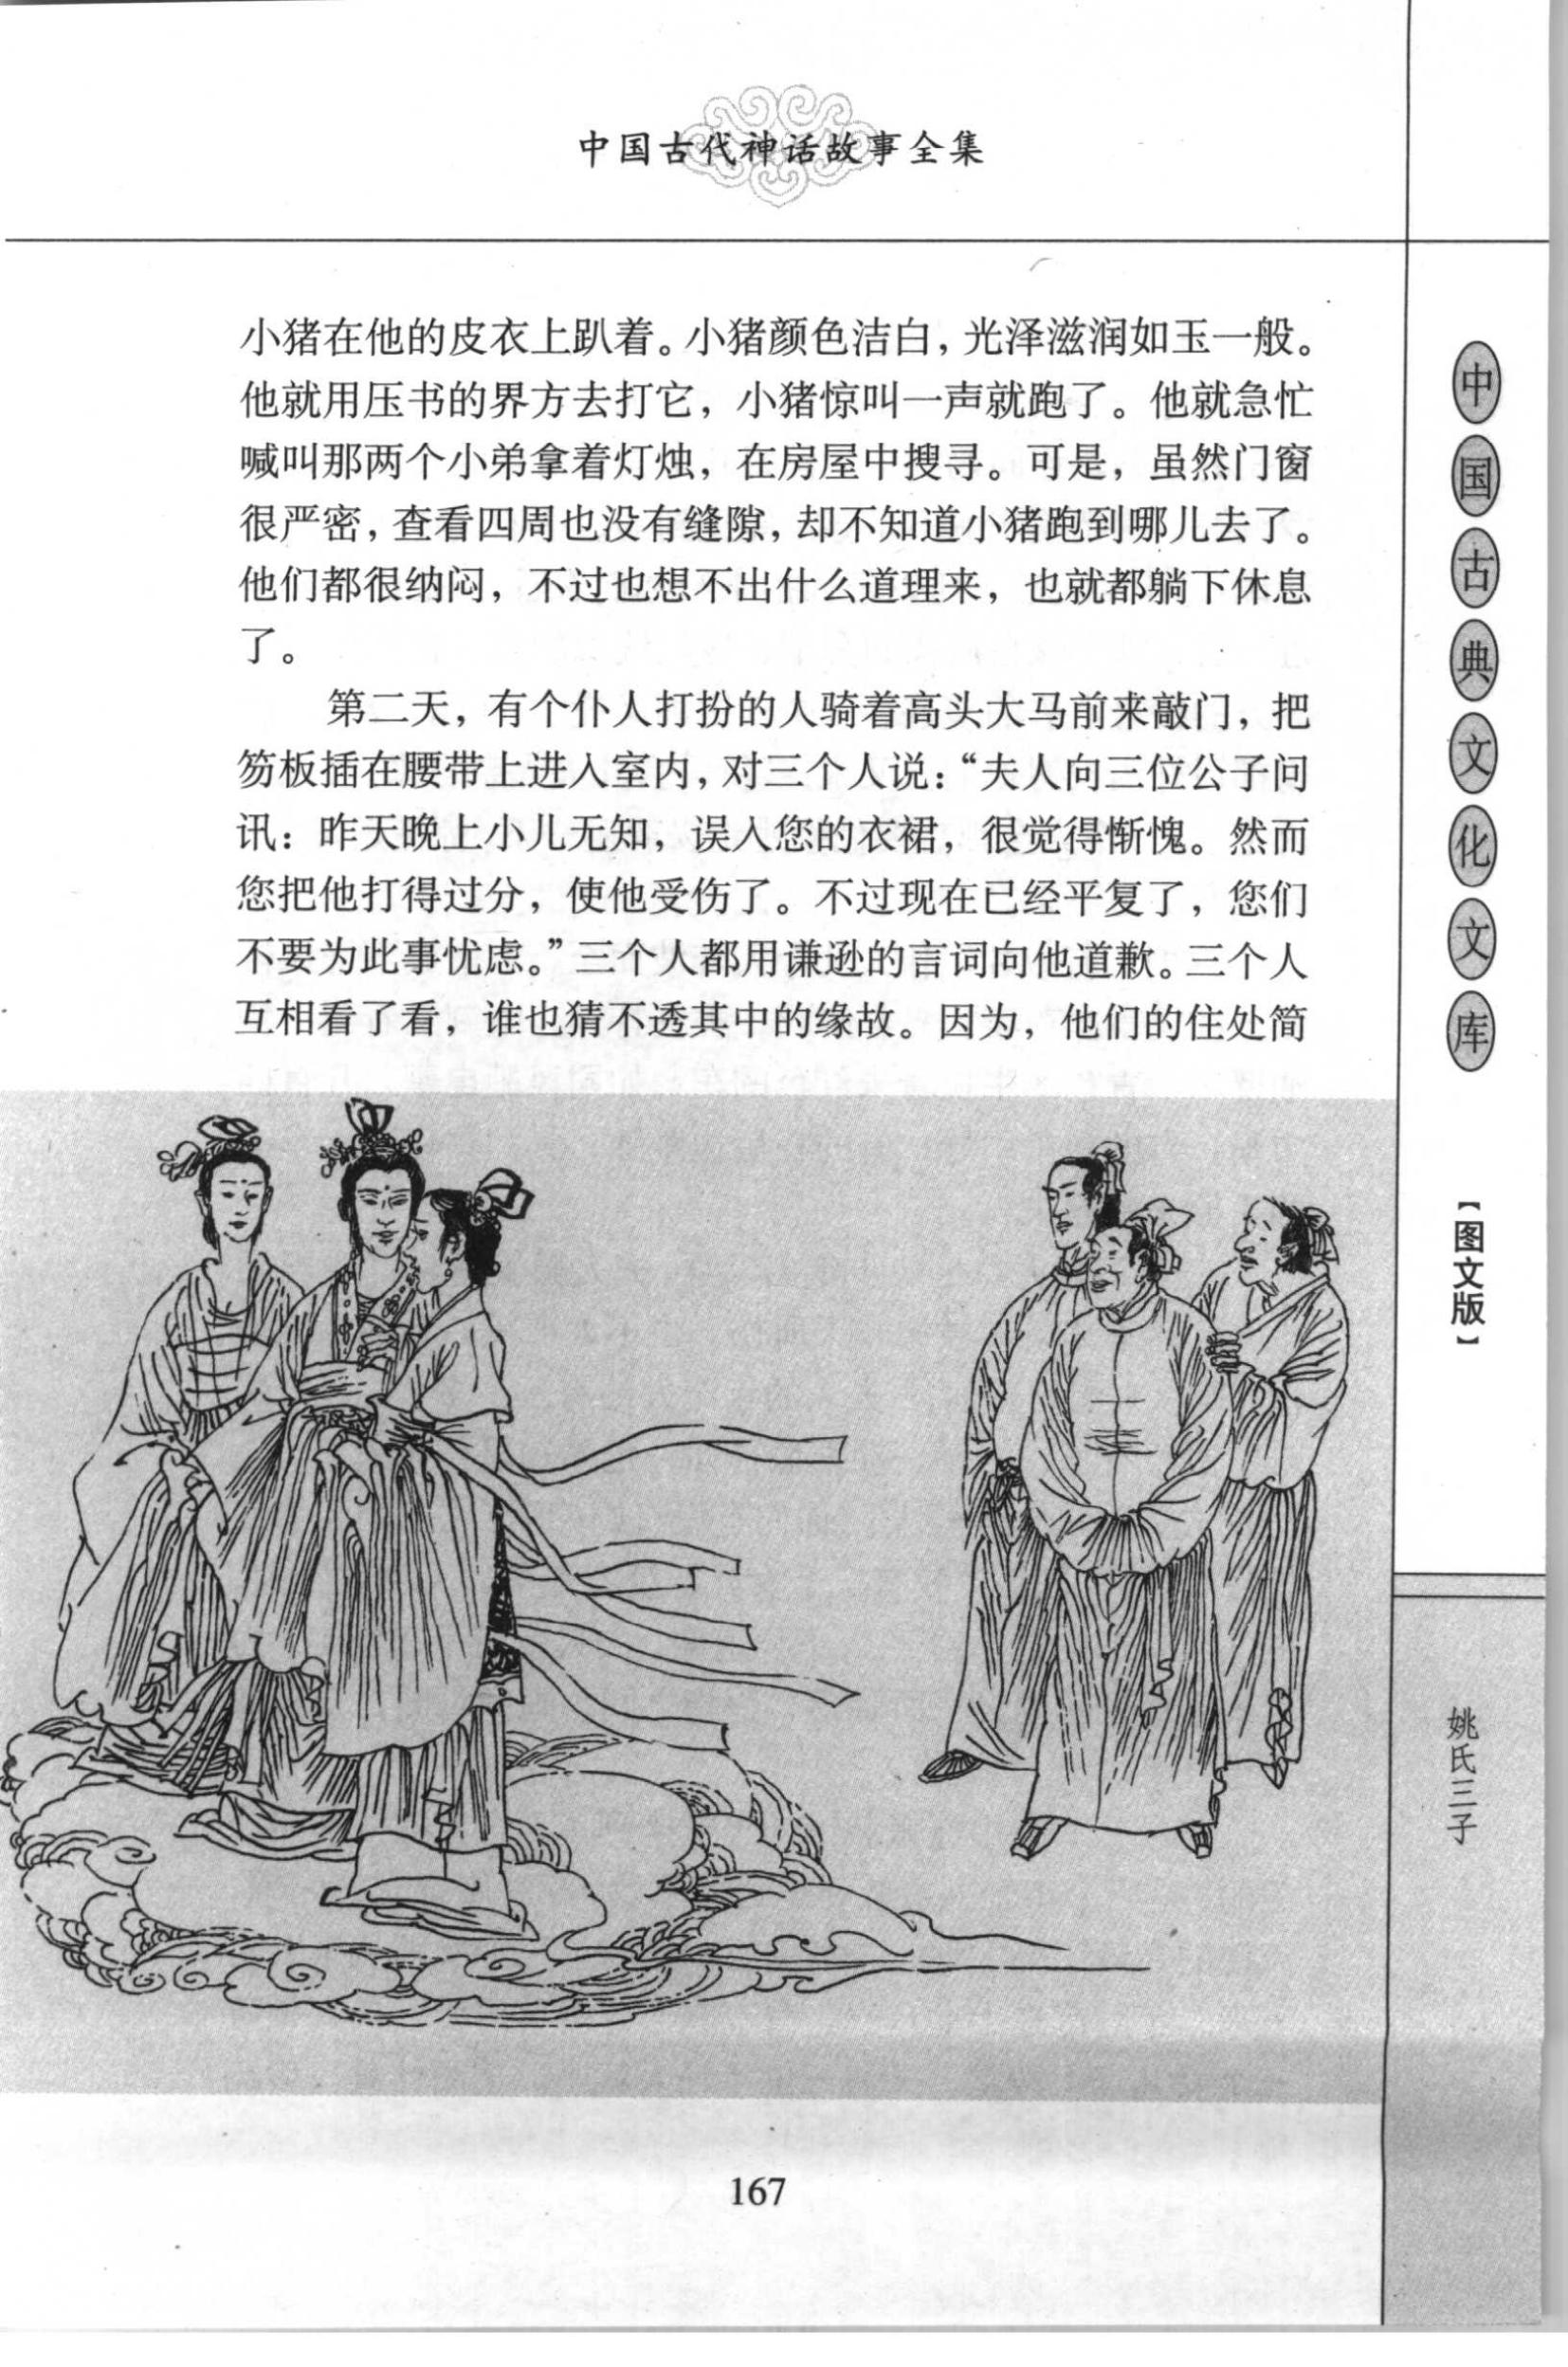 中国古代神话故事全集
小猪在他的皮衣上趴着。小猪颜色洁白，光泽滋润如玉一般。
他就用压书的界方去打它，小猪惊叫一声就跑了。他就急忙
喊叫那两个小弟拿着灯烛，在房屋中搜寻。可是，虽然门窗
很严密，查看四周也没有缝隙，却不知道小猪跑到哪儿去了。
他们都很纳闷，不过也想不出什么道理来，也就都躺下休息
了。
第二天，有个仆人打扮的人骑着高头大马前来敲门，把
笏板插在腰带上进入室内，对三个人说：“夫人向三位公子问
讯：昨天晚上小儿无知，误入您的衣裙，很觉得惭愧。然而
您把他打得过分，使他受伤了。不过现在已经平复了，您们
不要为此事忧虑。”三个人都用谦逊的言词向他道歉。三个人
互相看了看，谁也猜不透其中的缘故。因为，他们的住处简
中国古典文化文库
【图文版】
姚氏三子
167